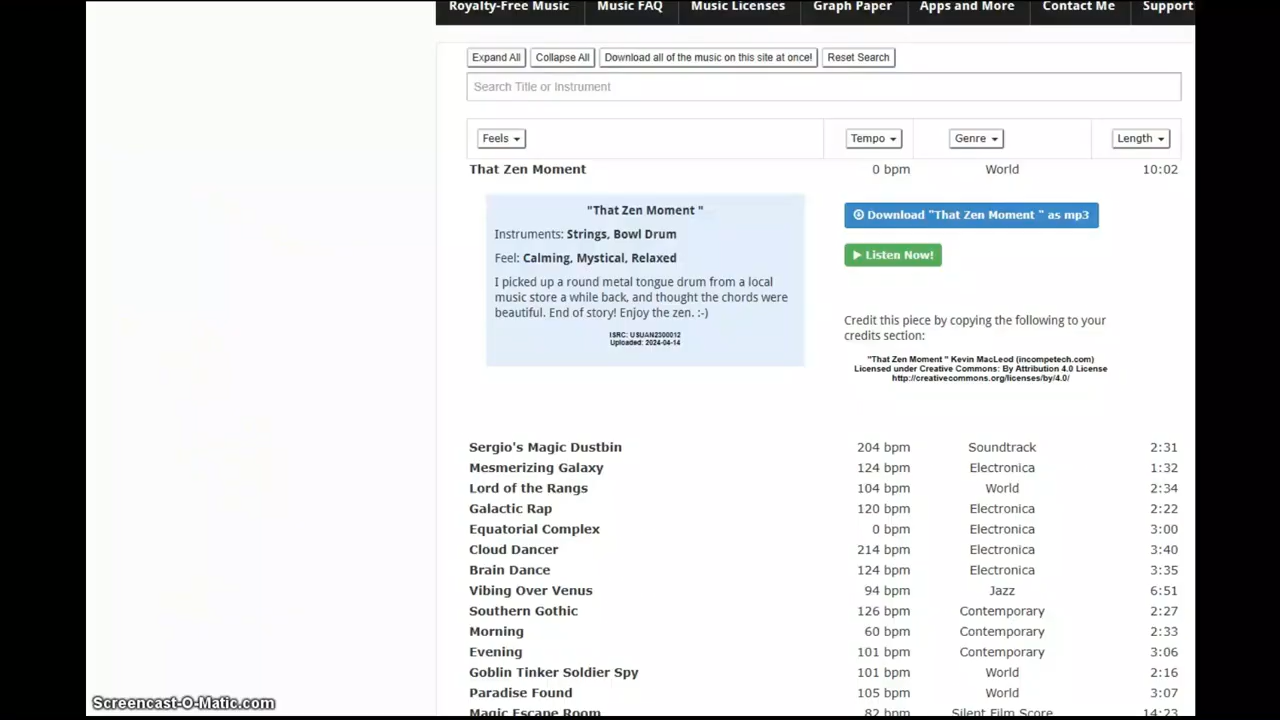 Royalty-Free Music Music FAQ Music Licenses Graph Paper Apps and More Contact Me Support
Expand All Collapse All Download all of the music on this site at once! Reset Search
Search Title or Instrument
Feels Tempo Genre Length
That Zen Moment 0 bpm World 10:02
"That Zen Moment "
Instruments: Strings, Bowl Drum
Feel: Calming, Mystical, Relaxed
I picked up a round metal tongue drum from a local
music store a while back, and thought the chords were
beautiful. End of story! Enjoy the zen. :-)
ISRC: USUAN2300012
Uploaded: 2024-04-14
Download "That Zen Moment " as mp3
Listen Now!
Credit this piece by copying the following to your
credits section:
"That Zen Moment " Kevin MacLeod (incompetech.com)
Licensed under Creative Commons: By Attribution 4.0 License
http://creativecommons.org/licenses/by/4.0/
Sergio's Magic Dustbin 204 bpm Soundtrack 2:31
Mesmerizing Galaxy 124 bpm Electronica 1:32
Lord of the Rangs 104 bpm World 2:34
Galactic Rap 120 bpm Electronica 2:22
Equatorial Complex 0 bpm Electronica 3:00
Cloud Dancer 214 bpm Electronica 3:40
Brain Dance 124 bpm Electronica 3:35
Vibing Over Venus 94 bpm Jazz 6:51
Southern Gothic 126 bpm Contemporary 2:27
Morning 60 bpm Contemporary 2:33
Evening 101 bpm Contemporary 3:06
Goblin Tinker Soldier Spy 101 bpm World 2:16
Paradise Found 105 bpm World 3:07
Magic Escape Room 82 bpm Silent Film Score 14:23
Screencast-O-Matic.com